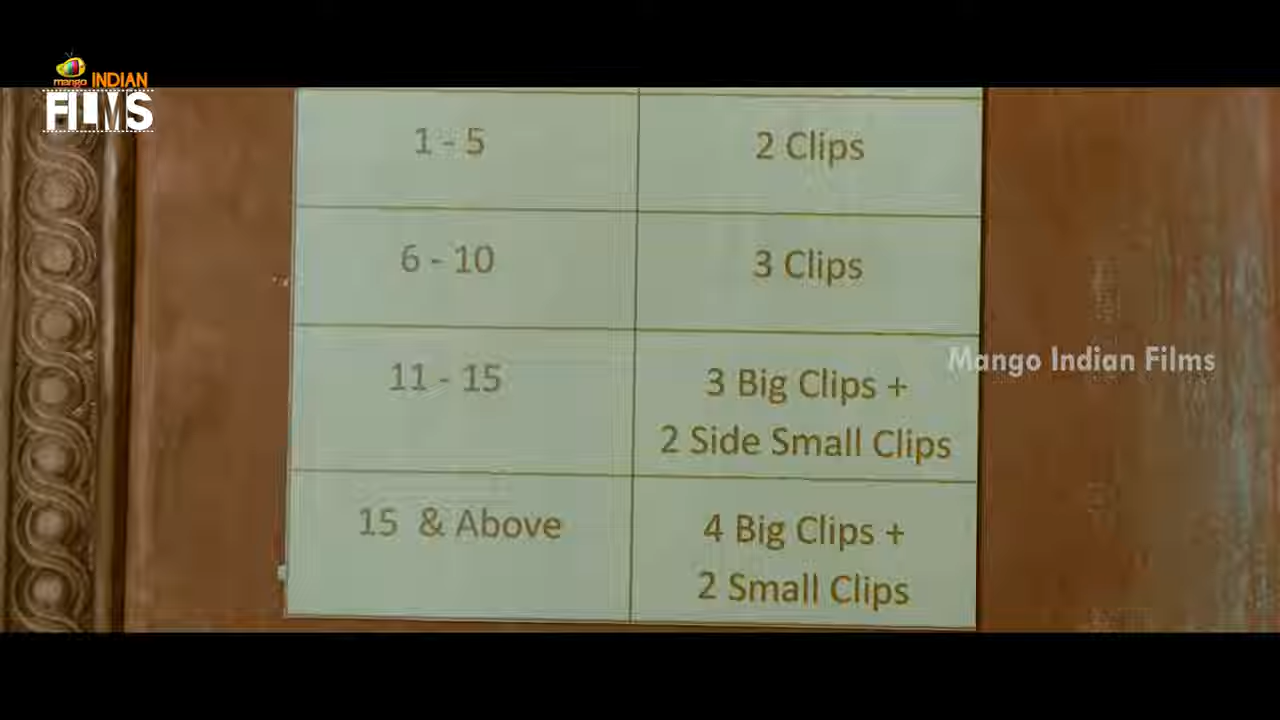 mango INDIAN
FILMS
1 - 5
2 Clips
6 - 10
3 Clips
11 - 15
3 Big Clips +
2 Side Small Clips
15 & Above
4 Big Clips +
2 Small Clips
Mango Indian Films